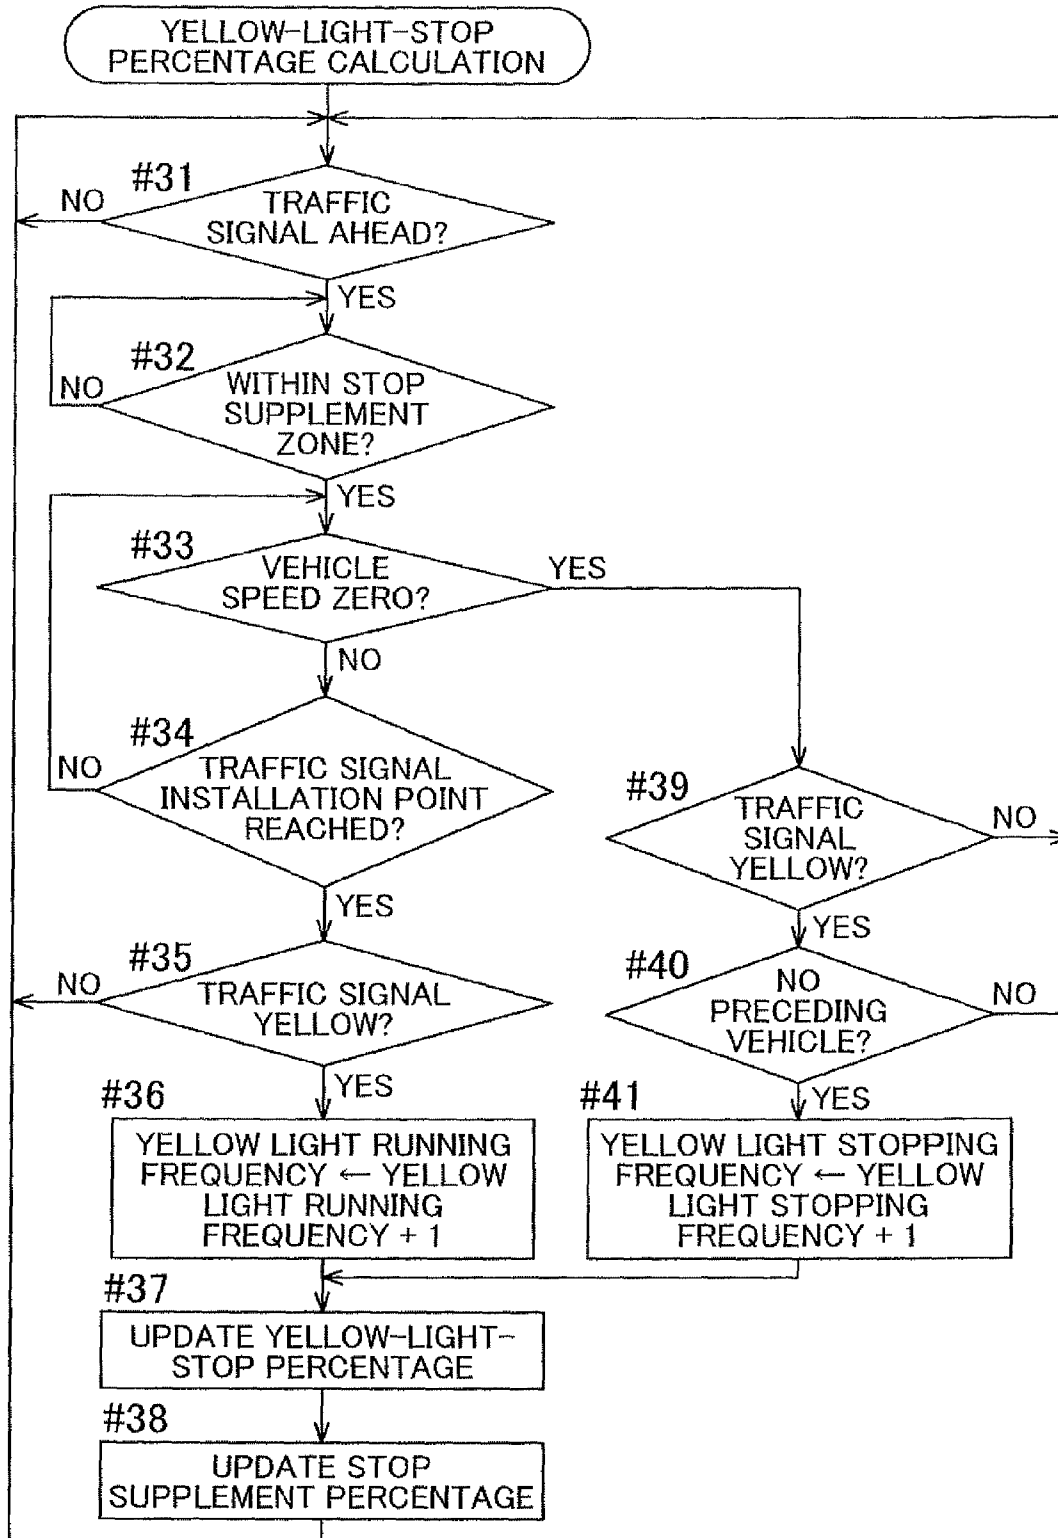 YELLOW-LIGHT-STOP
PERCENTAGE CALCULATION
#31
NO
TRAFFIC
SIGNAL AHEAD?
YES
#32
NO
WITHIN STOP
SUPPLEMENT
ZONE?
YES
#33
VEHICLE
SPEED ZERO?
YES
NO
#34
NO
TRAFFIC SIGNAL
INSTALLATION POINT
REACHED?
YES
#35
NO
TRAFFIC SIGNAL
YELLOW?
YES
#36
YELLOW LIGHT RUNNING
FREQUENCY ← YELLOW
LIGHT RUNNING
FREQUENCY + 1
#39
TRAFFIC
SIGNAL
YELLOW?
NO
YES
#40
NO
PRECEDING
VEHICLE?
NO
YES
#41
YELLOW LIGHT STOPPING
FREQUENCY ← YELLOW
LIGHT STOPPING
FREQUENCY + 1
#37
UPDATE YELLOW-LIGHT-
STOP PERCENTAGE
#38
UPDATE STOP
SUPPLEMENT PERCENTAGE